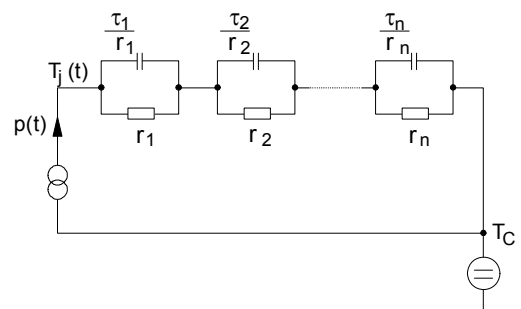 τ1
r1
τ2
r2
τn
rn
Tj (t)
p(t)
r1
r2
rn
TC